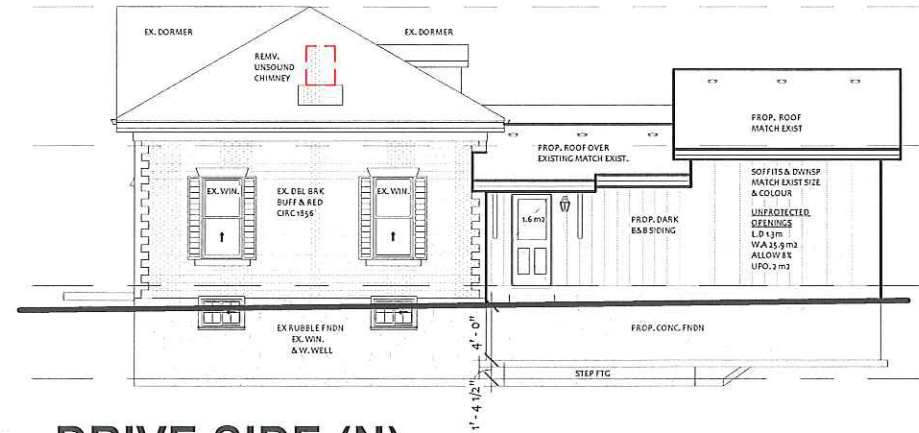 EX. DORMER
EX. DORMER
REMV.
UNSOUND
CHIMNEY
PROP. ROOF
MATCH EXIST
PROP. ROOF OVER
EXISTING MATCH EXIST.
EX. WIN.
EX. DEL BRK
BUFF & RED
CIRC 1856
EX. WIN.
1.6 m2
PROP. DARK
B&B SIDING
SOFFITS & DWNSP
MATCH EXIST SIZE
& COLOUR
UNPROTECTED
OPENINGS
L.D 1.3m
W.A 25.9 m2
ALLOW 8%
UPO. 2 m2
EX RUBBLE FNDN
EX. WIN.
& W. WELL
4' - 0"
PROP. CONC. FNDN
STEP FTG
1' - 4 1/2"
DRIVE SIDE (N)